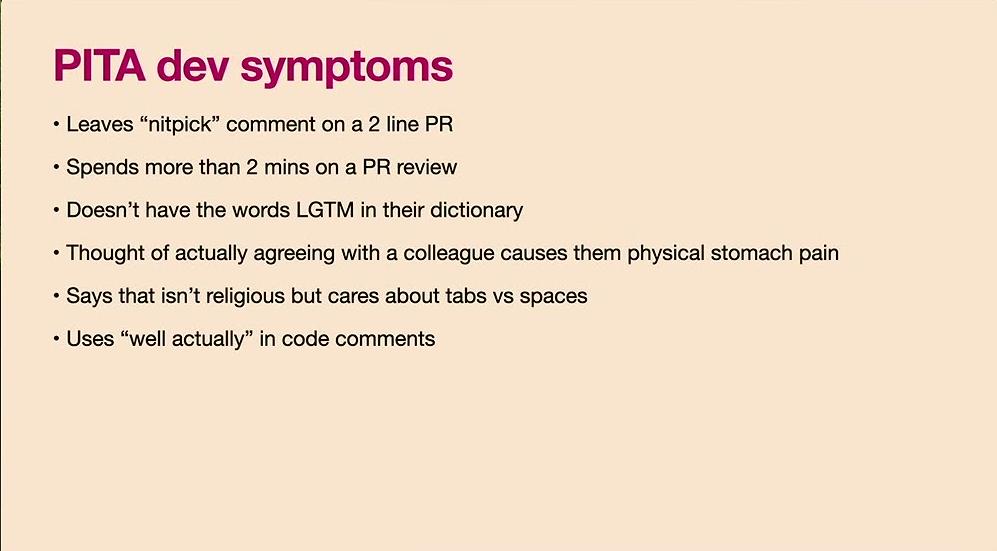 PITA dev symptoms
• Leaves “nitpick” comment on a 2 line PR
• Spends more than 2 mins on a PR review
• Doesn’t have the words LGTM in their dictionary
• Thought of actually agreeing with a colleague causes them physical stomach pain
• Says that isn’t religious but cares about tabs vs spaces
• Uses “well actually” in code comments